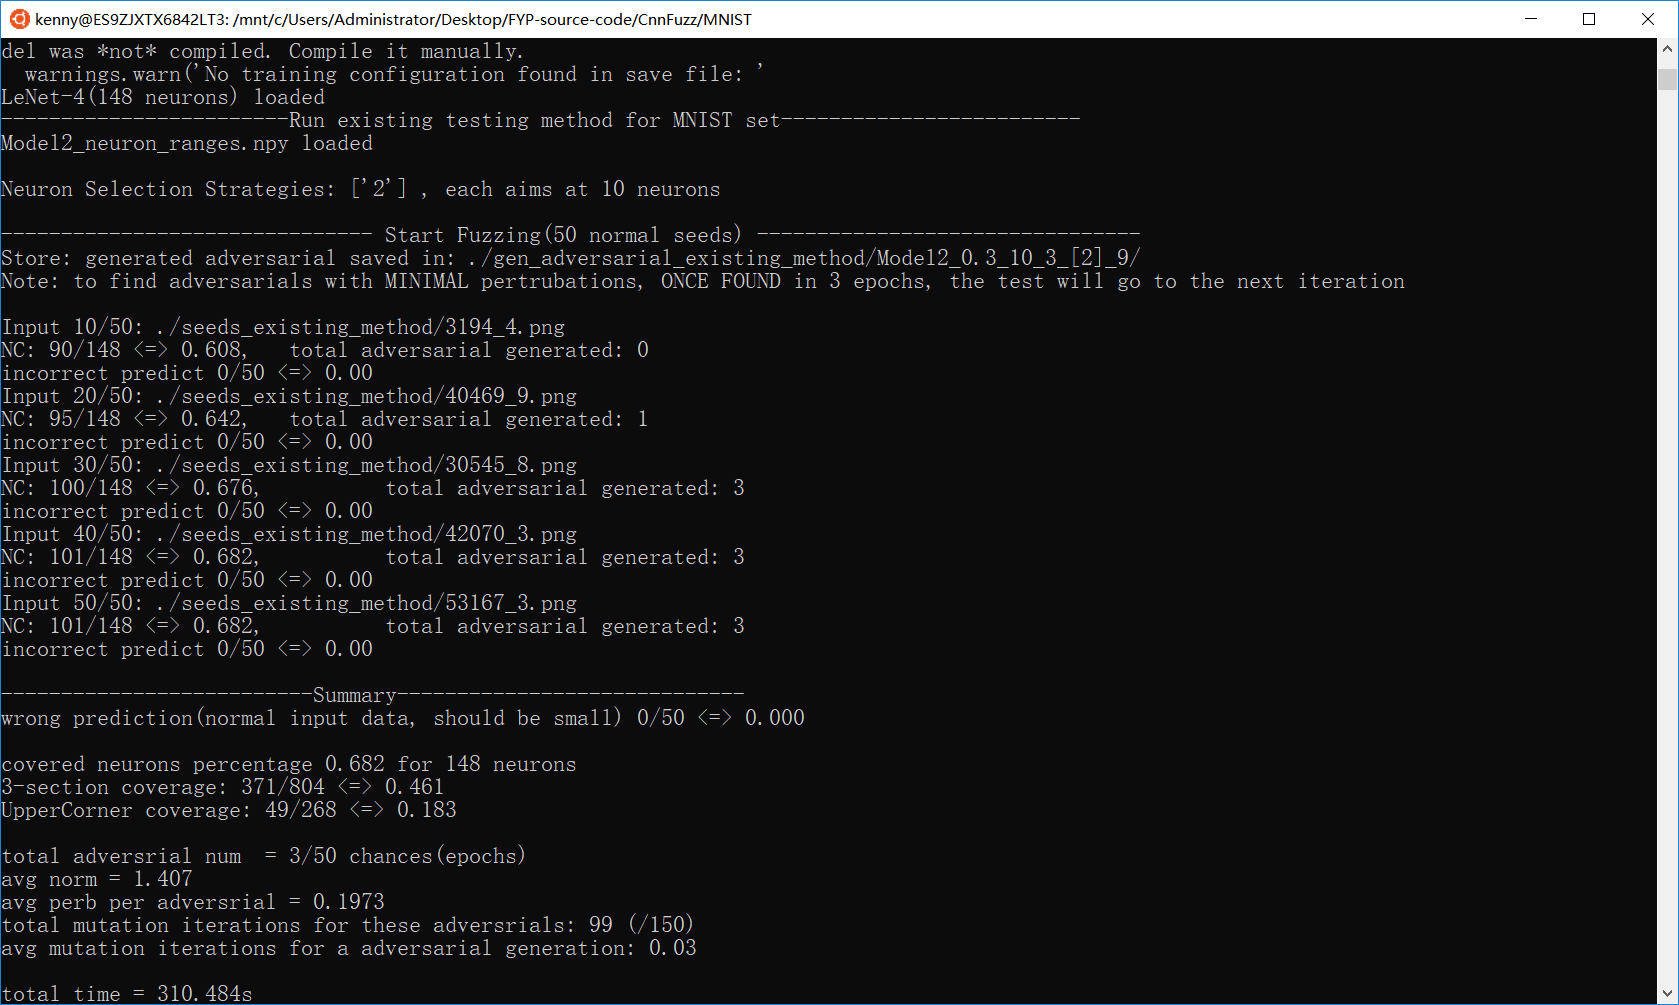 kenny@ES9ZJXTX6842LT3: /mnt/c/Users/Administrator/Desktop/FYP-source-code/CnnFuzz/MNIST
del was *not* compiled. Compile it manually.
  warnings.warn('No training configuration found in save file: '
LeNet-4(148 neurons) loaded
------------------------Run existing testing method for MNIST set-------------------------
Model2_neuron_ranges.npy loaded

Neuron Selection Strategies: ['2'] , each aims at 10 neurons

------------------------------- Start Fuzzing(50 normal seeds) --------------------------------
Store: generated adversarial saved in: ./gen_adversarial_existing_method/Model2_0.3_10_3_[2]_9/
Note: to find adversarials with MINIMAL pertrubations, ONCE FOUND in 3 epochs, the test will go to the next iteration

Input 10/50: ./seeds_existing_method/3194_4.png
NC: 90/148 <=> 0.608,   total adversarial generated: 0
incorrect predict 0/50 <=> 0.00
Input 20/50: ./seeds_existing_method/40469_9.png
NC: 95/148 <=> 0.642,   total adversarial generated: 1
incorrect predict 0/50 <=> 0.00
Input 30/50: ./seeds_existing_method/30545_8.png
NC: 100/148 <=> 0.676,          total adversarial generated: 3
incorrect predict 0/50 <=> 0.00
Input 40/50: ./seeds_existing_method/42070_3.png
NC: 101/148 <=> 0.682,          total adversarial generated: 3
incorrect predict 0/50 <=> 0.00
Input 50/50: ./seeds_existing_method/53167_3.png
NC: 101/148 <=> 0.682,          total adversarial generated: 3
incorrect predict 0/50 <=> 0.00

--------------------------Summary-----------------------------
wrong prediction(normal input data, should be small) 0/50 <=> 0.000

covered neurons percentage 0.682 for 148 neurons
3-section coverage: 371/804 <=> 0.461
UpperCorner coverage: 49/268 <=> 0.183

total adversrial num  = 3/50 chances(epochs)
avg norm = 1.407
avg perb per adversrial = 0.1973
total mutation iterations for these adversrials: 99 (/150)
avg mutation iterations for a adversarial generation: 0.03

total time = 310.484s